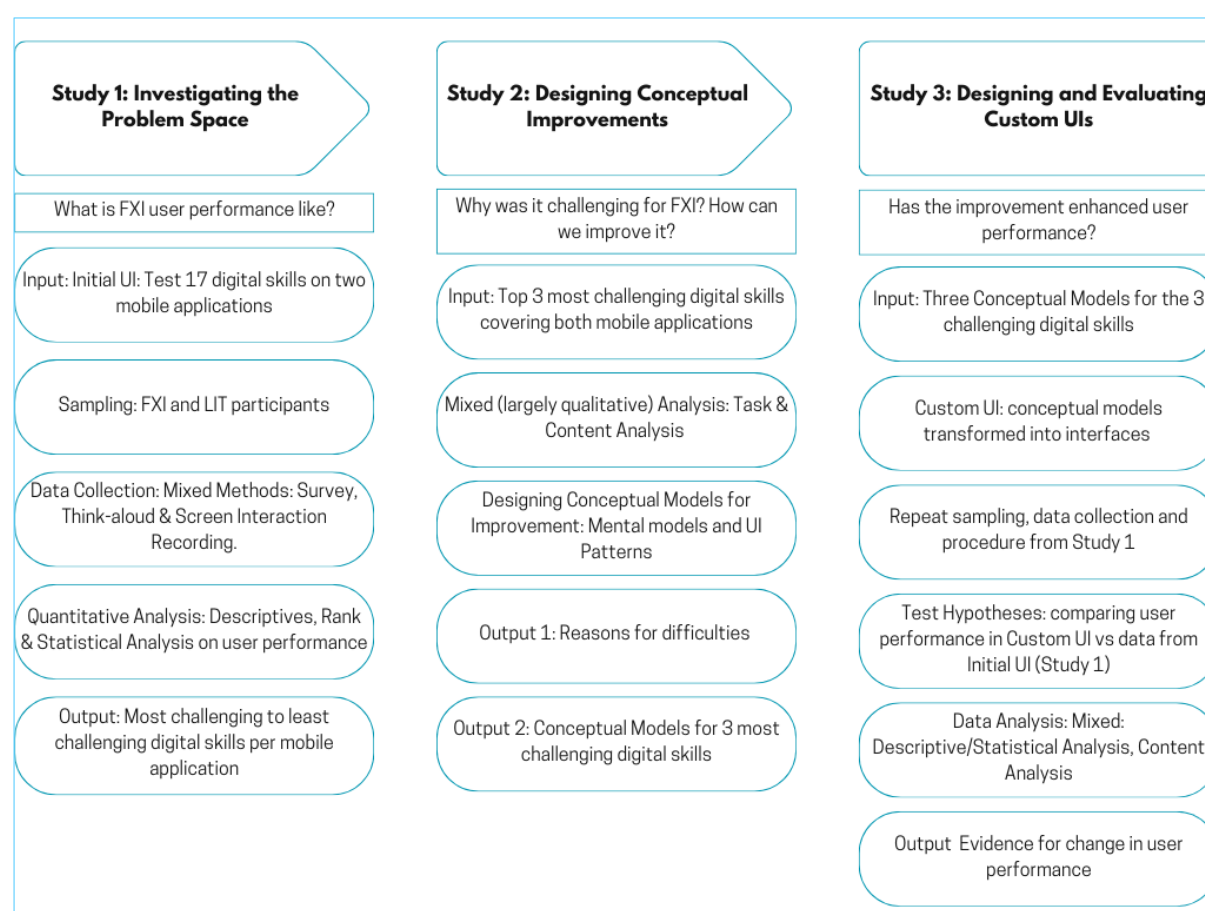 Study 1: Investigating the
Problem Space
What is FXI user performance like?
Input: Initial UI: Test 17 digital skills on two
mobile applications
Sampling: FXI and LIT participants
Data Collection: Mixed Methods: Survey,
Think-aloud & Screen Interaction
Recording.
Quantitative Analysis: Descriptives, Rank
& Statistical Analysis on user performance
Output: Most challenging to least
challenging digital skills per mobile
application
Study 2: Designing Conceptual
Improvements
Why was it challenging for FXI? How can
we improve it?
Input: Top 3 most challenging digital skills
covering both mobile applications
Mixed (largely qualitative) Analysis: Task &
Content Analysis
Designing Conceptual Models for
Improvement: Mental models and UI
Patterns
Output 1: Reasons for difficulties
Output 2: Conceptual Models for 3 most
challenging digital skills
Study 3: Designing and Evaluating
Custom UIs
Has the improvement enhanced user
performance?
Input: Three Conceptual Models for the 3
challenging digital skills
Custom UI: conceptual models
transformed into interfaces
Repeat sampling, data collection and
procedure from Study 1
Test Hypotheses: comparing user
performance in Custom UI vs data from
Initial UI (Study 1)
Data Analysis: Mixed:
Descriptive/Statistical Analysis, Content
Analysis
Output  Evidence for change in user
performance